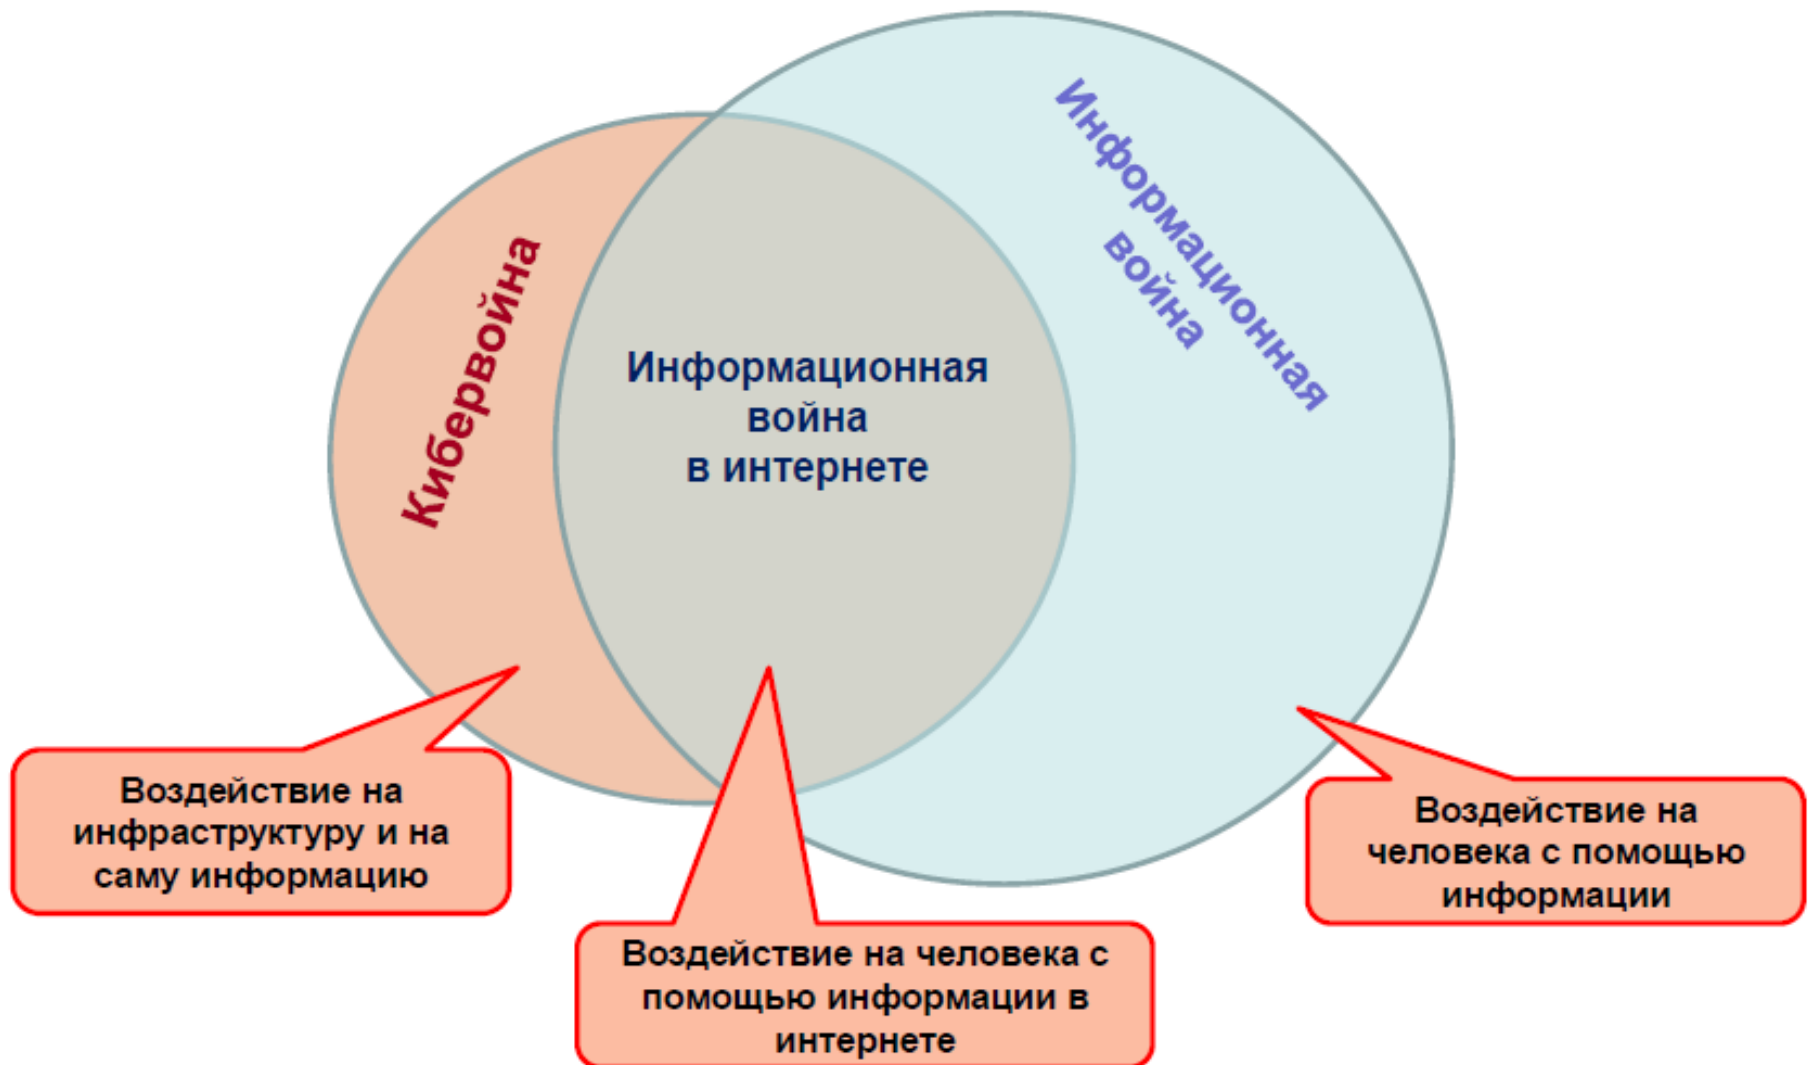 Информационная
война
Кибервойна
Информационная
война
в интернете
Воздействие на
инфраструктуру и на
саму информацию
Воздействие на человека с
помощью информации в
интернете
Воздействие на
человека с помощью
информации